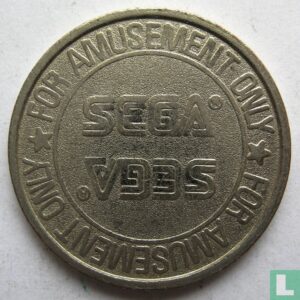 ★ FOR AMUSEMENT ONLY ★ FOR AMUSEMENT ONLY
SEGA®
SEGA®
L